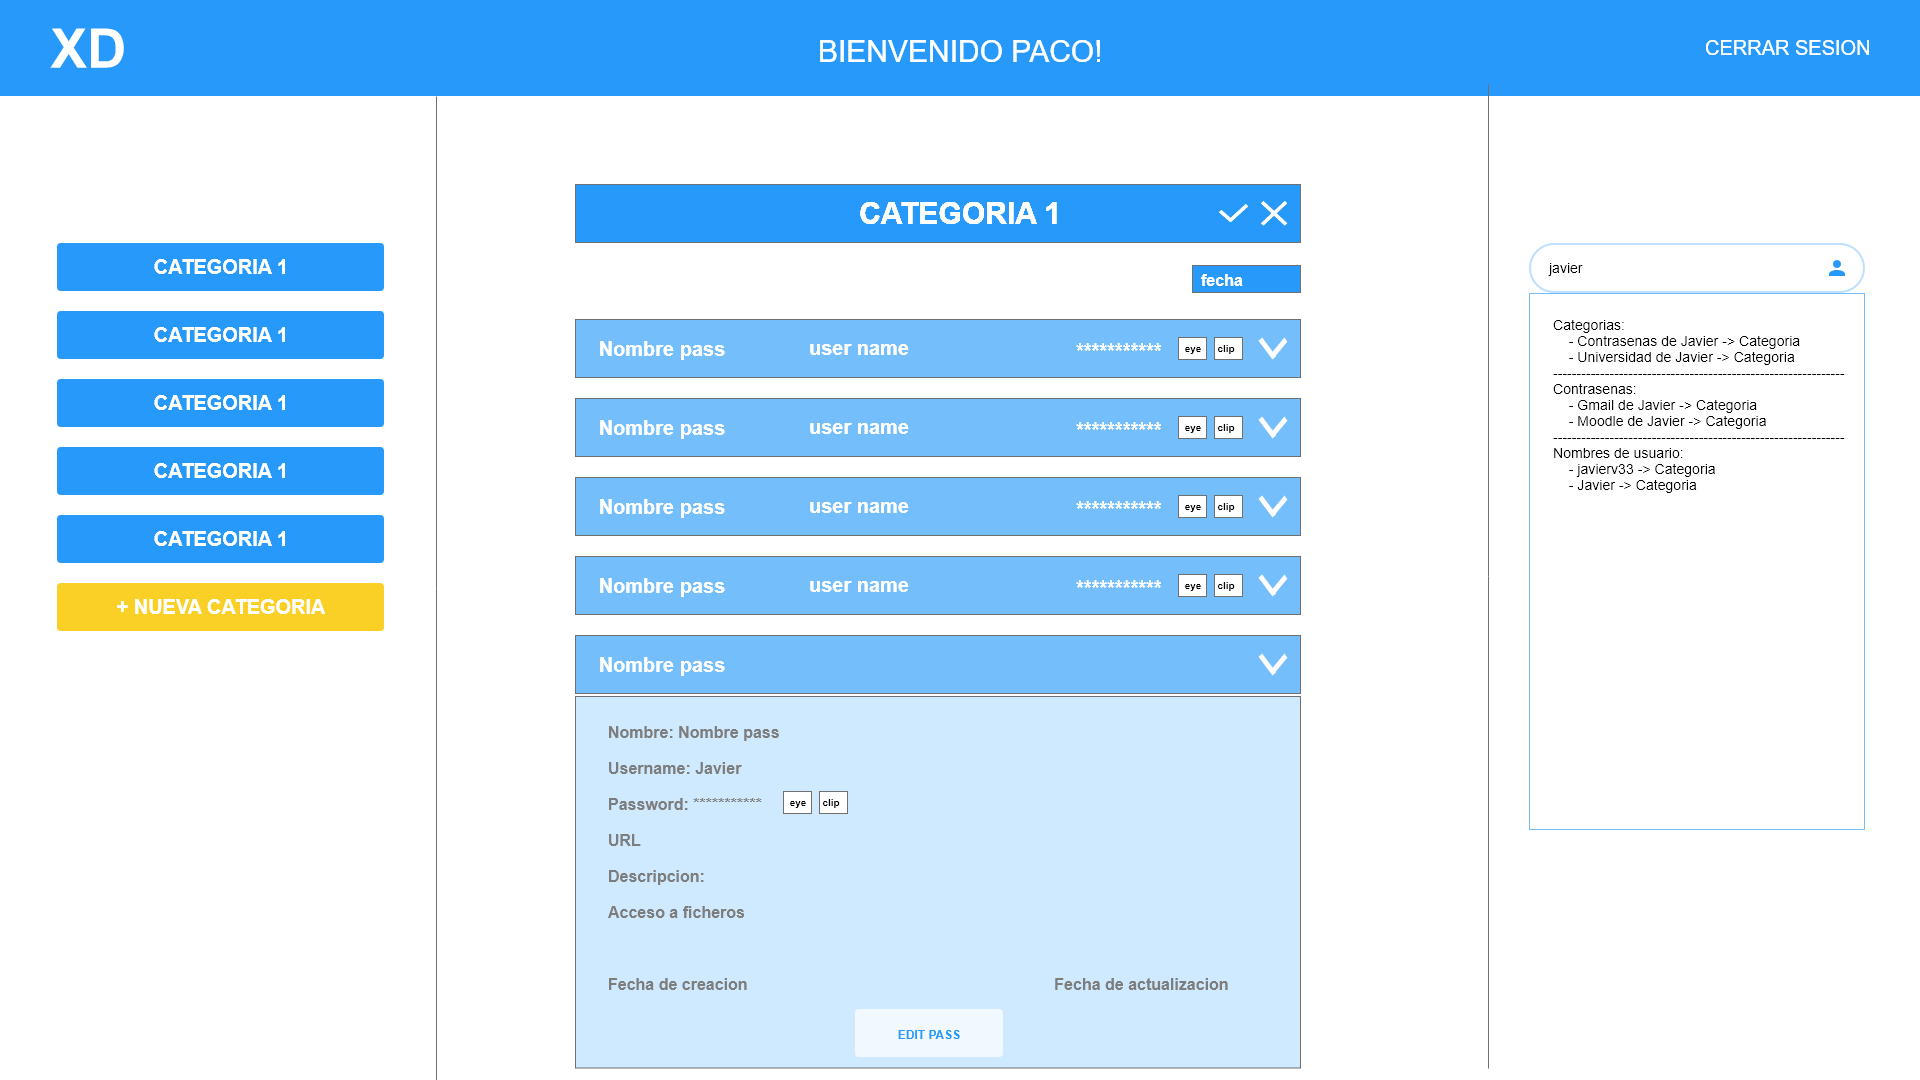 XD
BIENVENIDO PACO!
CERRAR SESION
CATEGORIA 1
CATEGORIA 1
CATEGORIA 1
CATEGORIA 1
CATEGORIA 1
+ NUEVA CATEGORIA
CATEGORIA 1
fecha
Nombre pass user name *********** eye clip
Nombre pass user name *********** eye clip
Nombre pass user name *********** eye clip
Nombre pass user name *********** eye clip
Nombre pass
Nombre: Nombre pass
Username: Javier
Password: *********** eye clip
URL
Descripcion:
Acceso a ficheros
Fecha de creacion Fecha de actualizacion
EDIT PASS
javier
Categorias:
- Contrasenas de Javier -> Categoria
- Universidad de Javier -> Categoria
--------------------------------------------------------------
Contrasenas:
- Gmail de Javier -> Categoria
- Moodle de Javier -> Categoria
--------------------------------------------------------------
Nombres de usuario:
- javierv33 -> Categoria
- Javier -> Categoria